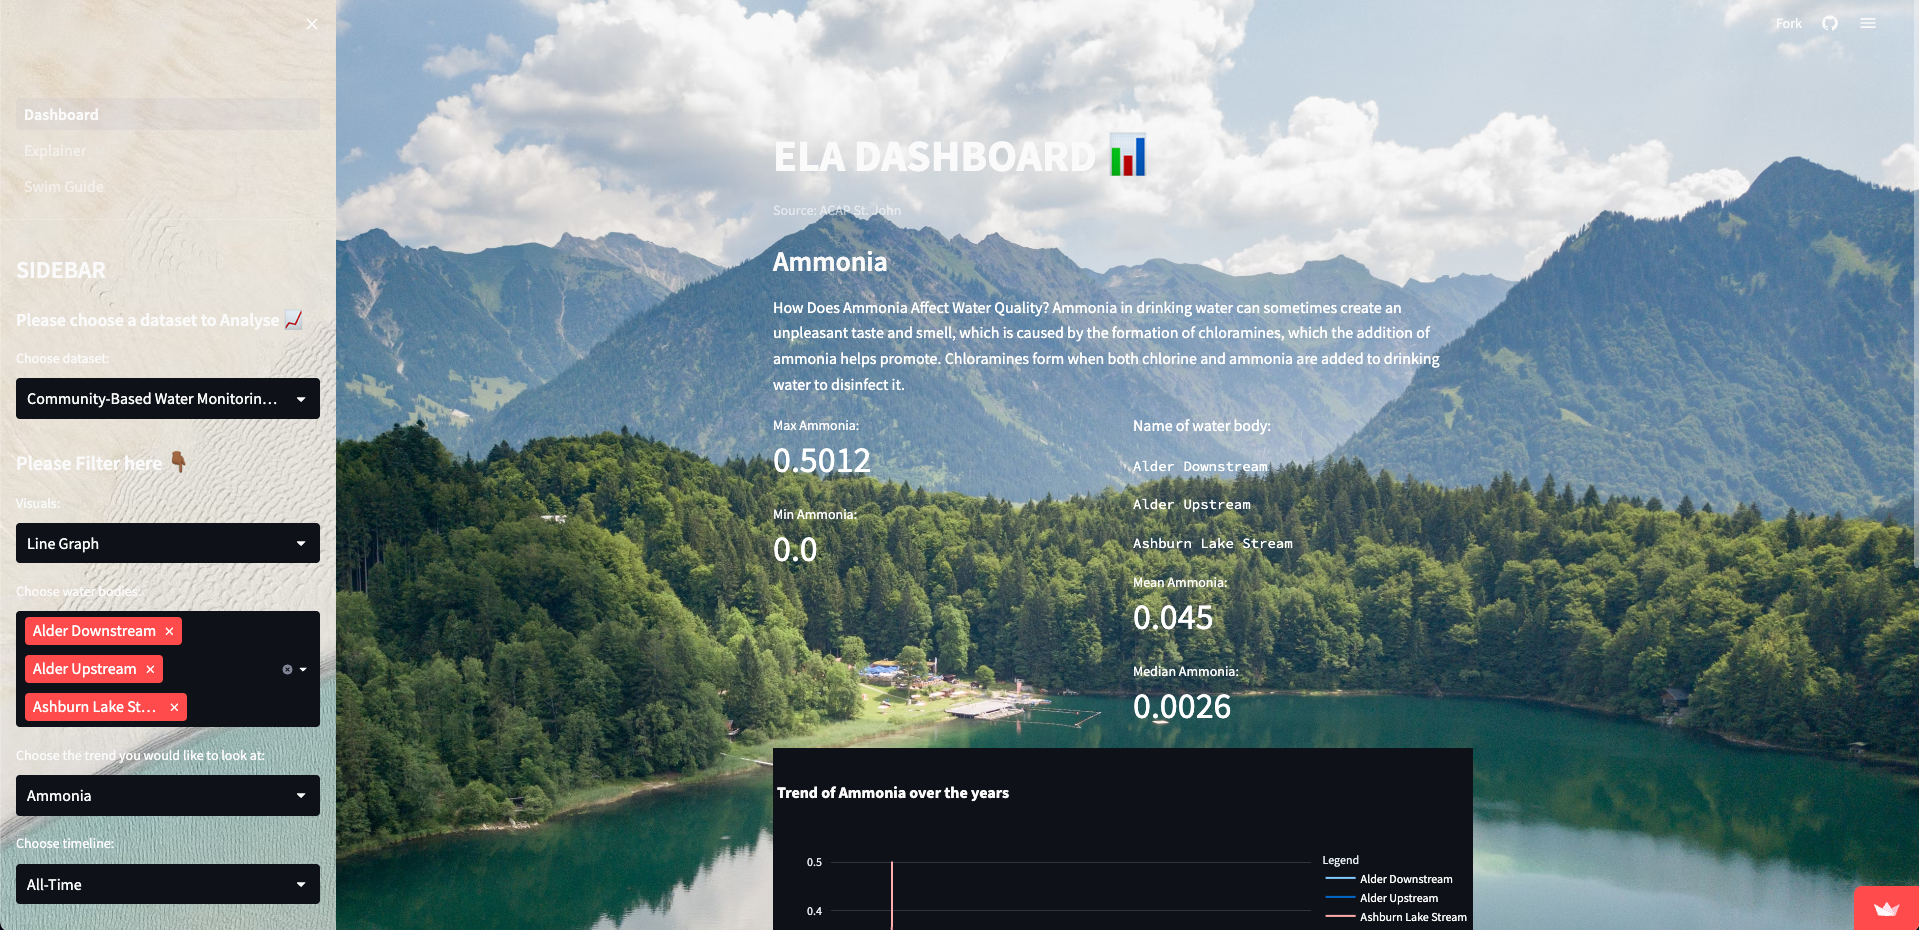 Fork
Dashboard
Explainer
Swim Guide
SIDEBAR
Please choose a dataset to Analyse
Choose dataset:
Community-Based Water Monitorin...
Please Filter here
Visuals:
Line Graph
Choose water bodies:
Alder Downstream
Alder Upstream
Ashburn Lake St...
Choose the trend you would like to look at:
Ammonia
Choose timeline:
All-Time
ELA DASHBOARD
Source: ACAP St. John
Ammonia
How Does Ammonia Affect Water Quality? Ammonia in drinking water can sometimes create an
unpleasant taste and smell, which is caused by the formation of chloramines, which the addition of
ammonia helps promote. Chloramines form when both chlorine and ammonia are added to drinking
water to disinfect it.
Max Ammonia:
0.5012
Min Ammonia:
0.0
Name of water body:
Alder Downstream
Alder Upstream
Ashburn Lake Stream
Mean Ammonia:
0.045
Median Ammonia:
0.0026
Trend of Ammonia over the years
0.5
0.4
Legend
Alder Downstream
Alder Upstream
Ashburn Lake Stream